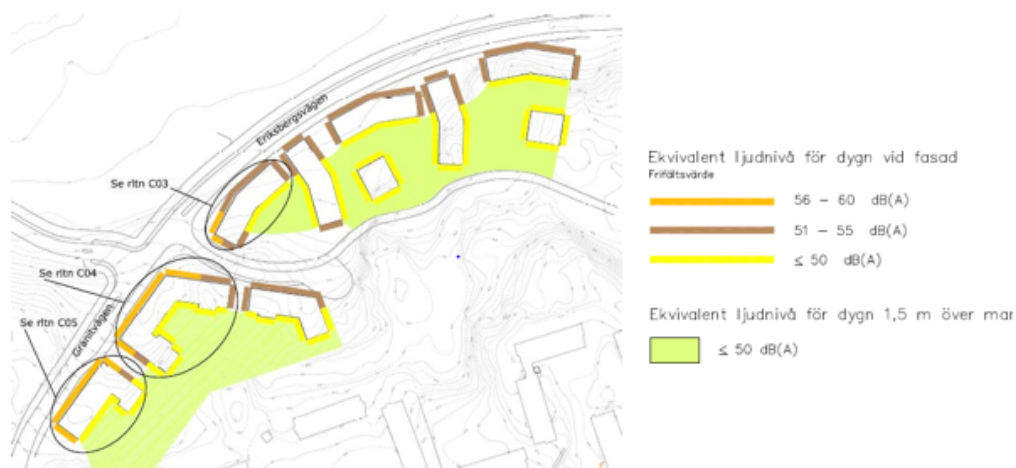 Eriksbergsvägen
Se ritn C03
Se ritn C04
Se ritn C05
Granitvägen
Ekvivalent ljudnivå för dygn vid fasad
Frifältsvärde
56 – 60 dB(A)
51 – 55 dB(A)
≤ 50 dB(A)
Ekvivalent ljudnivå för dygn 1,5 m över mar
≤ 50 dB(A)